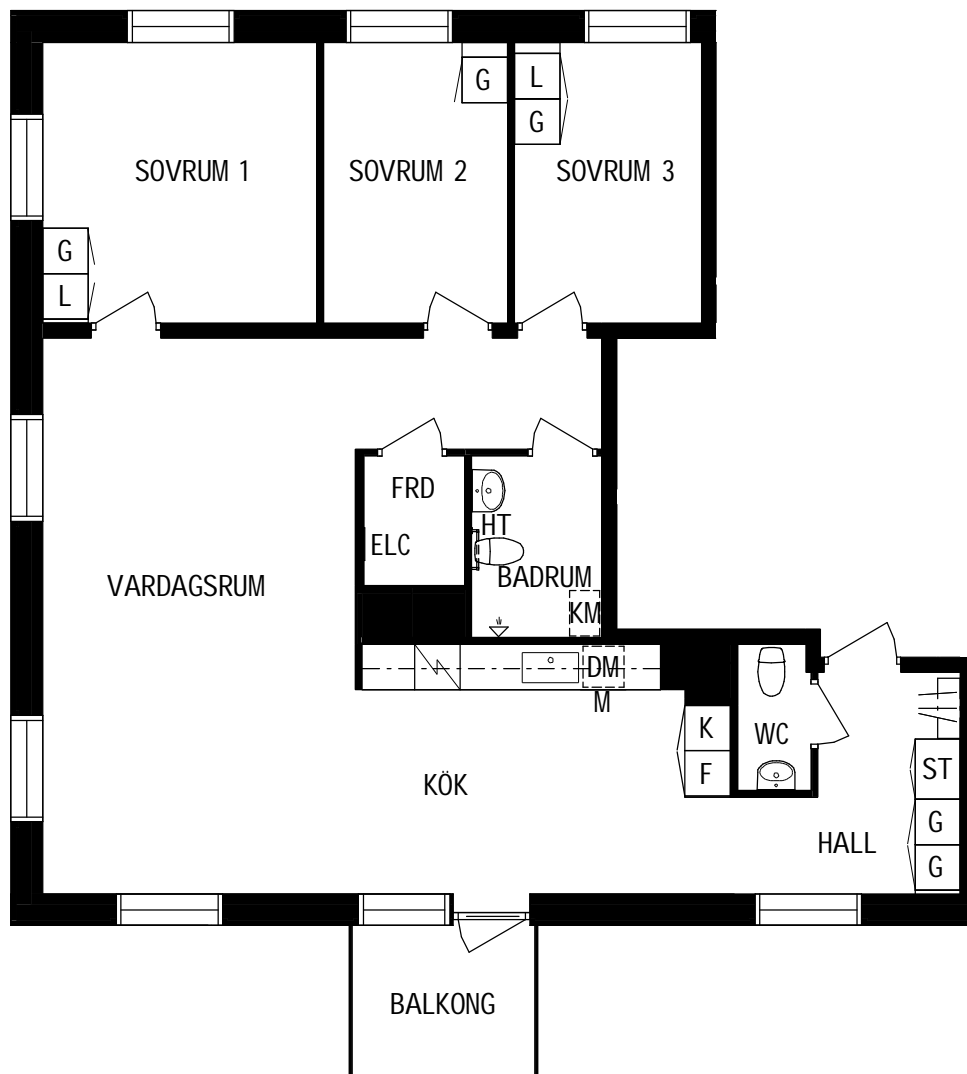 G
L
G
SOVRUM 1
SOVRUM 2
SOVRUM 3
G
L
FRD
HT
ELC
BADRUM
VARDAGSRUM
KM
DM
M
K
WC
F
ST
KÖK
G
HALL
G
BALKONG